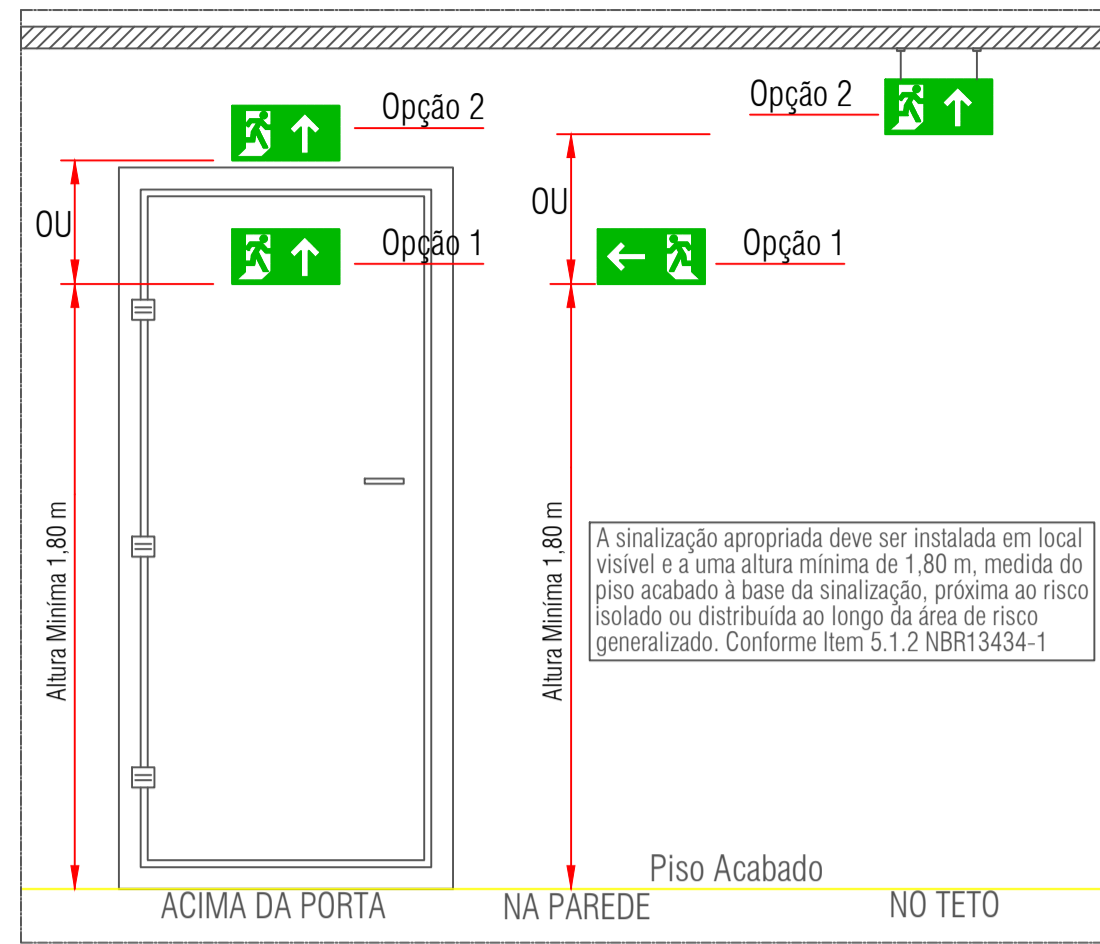 Opção 2
Opção 2
OU
OU
Opção 1
Opção 1
Altura Miníma 1,80 m
Altura Miníma 1,80 m
A sinalização apropriada deve ser instalada em local
visível e a uma altura mínima de 1,80 m, medida do
piso acabado à base da sinalização, próxima ao risco
isolado ou distribuída ao longo da área de risco
generalizado. Conforme Item 5.1.2 NBR13434-1
Piso Acabado
ACIMA DA PORTA
NA PAREDE
NO TETO